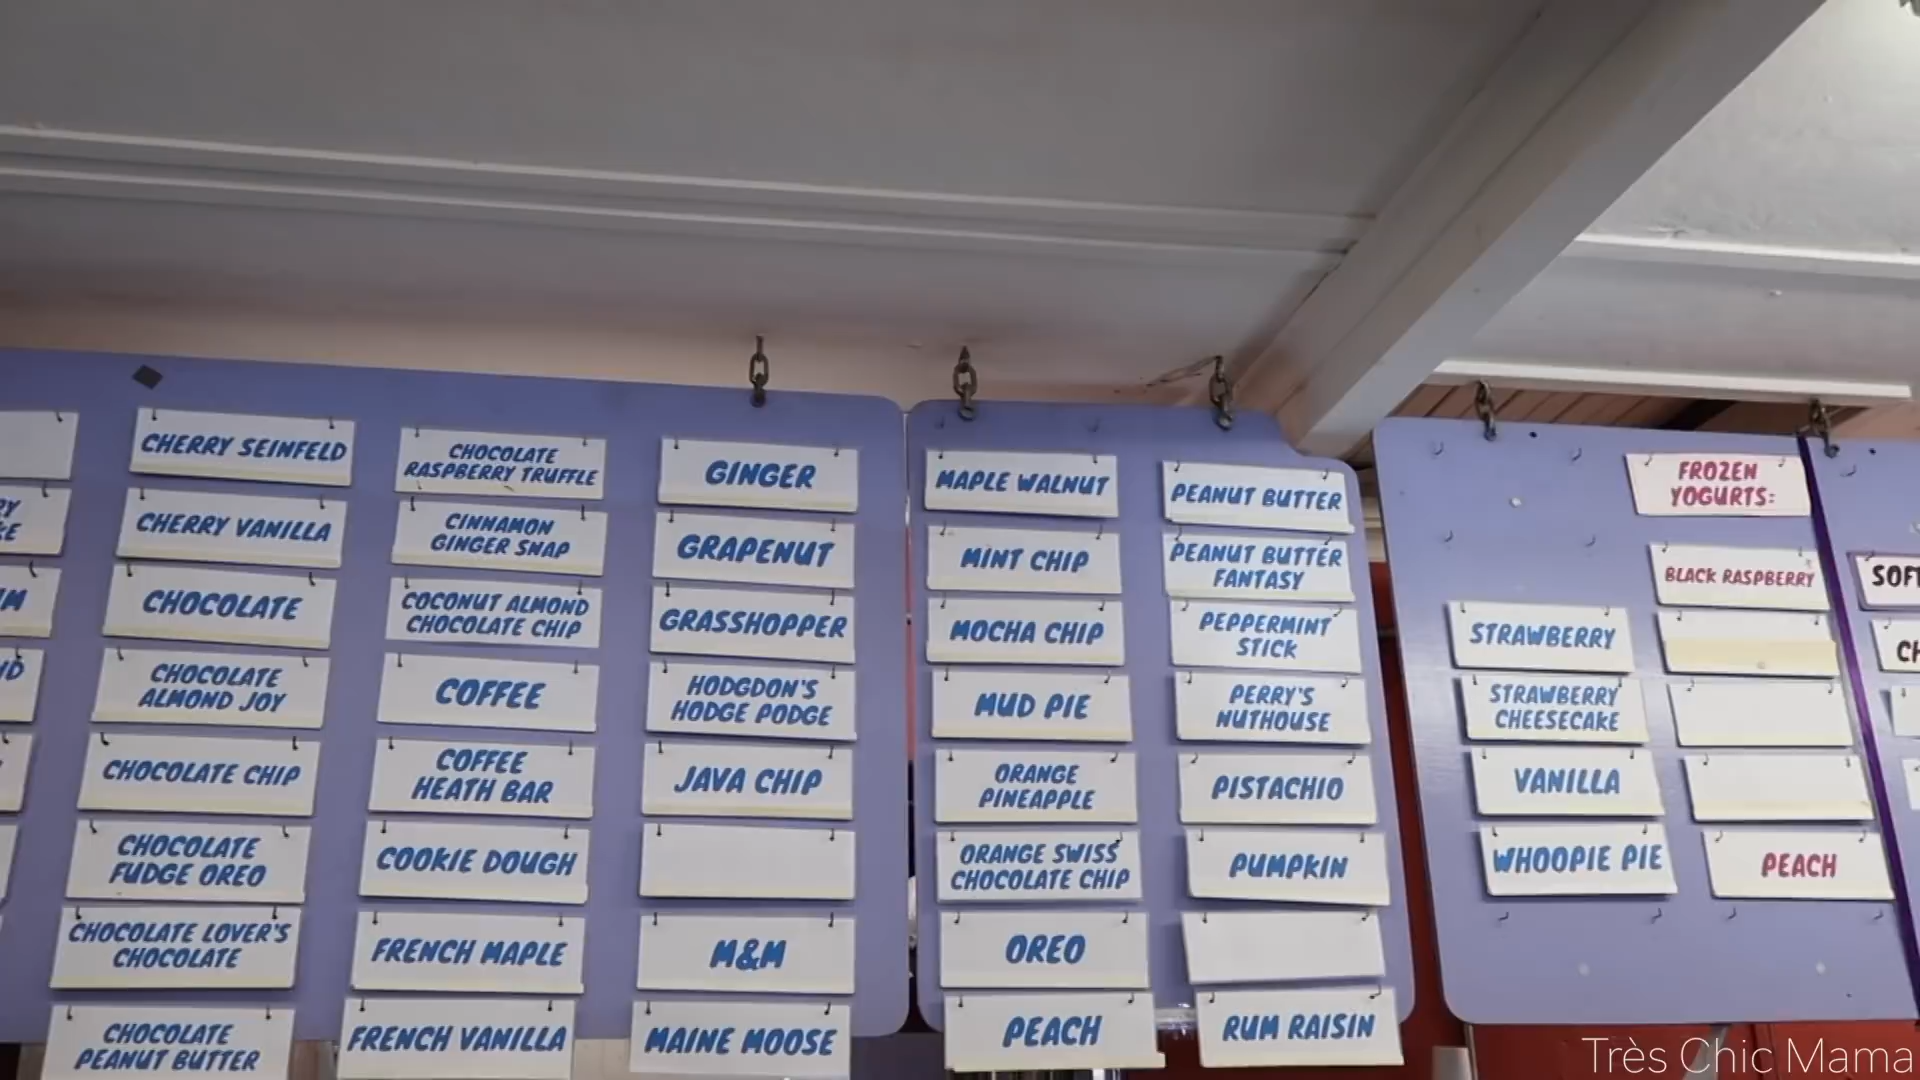 CHERRY SEINFELD
CHERRY VANILLA
CHOCOLATE
CHOCOLATE
ALMOND JOY
CHOCOLATE CHIP
CHOCOLATE
FUDGE OREO
CHOCOLATE LOVER'S
CHOCOLATE
CHOCOLATE
PEANUT BUTTER
CHOCOLATE
RASPBERRY TRUFFLE
CINNAMON
GINGER SNAP
COCONUT ALMOND
CHOCOLATE CHIP
COFFEE
COFFEE
HEATH BAR
COOKIE DOUGH
FRENCH MAPLE
FRENCH VANILLA
GINGER
GRAPENUT
GRASSHOPPER
HODGDON'S
HODGE PODGE
JAVA CHIP
M&M
MAINE MOOSE
MAPLE WALNUT
MINT CHIP
MOCHA CHIP
MUD PIE
ORANGE
PINEAPPLE
ORANGE SWISS
CHOCOLATE CHIP
OREO
PEACH
PEANUT BUTTER
PEANUT BUTTER
FANTASY
PEPPERMINT
STICK
PERRY'S
NUTHOUSE
PISTACHIO
PUMPKIN
RUM RAISIN
STRAWBERRY
STRAWBERRY
CHEESECAKE
VANILLA
WHOOPIE PIE
FROZEN
YOGURTS:
BLACK RASPBERRY
PEACH
SOFT
Très Chic Mama